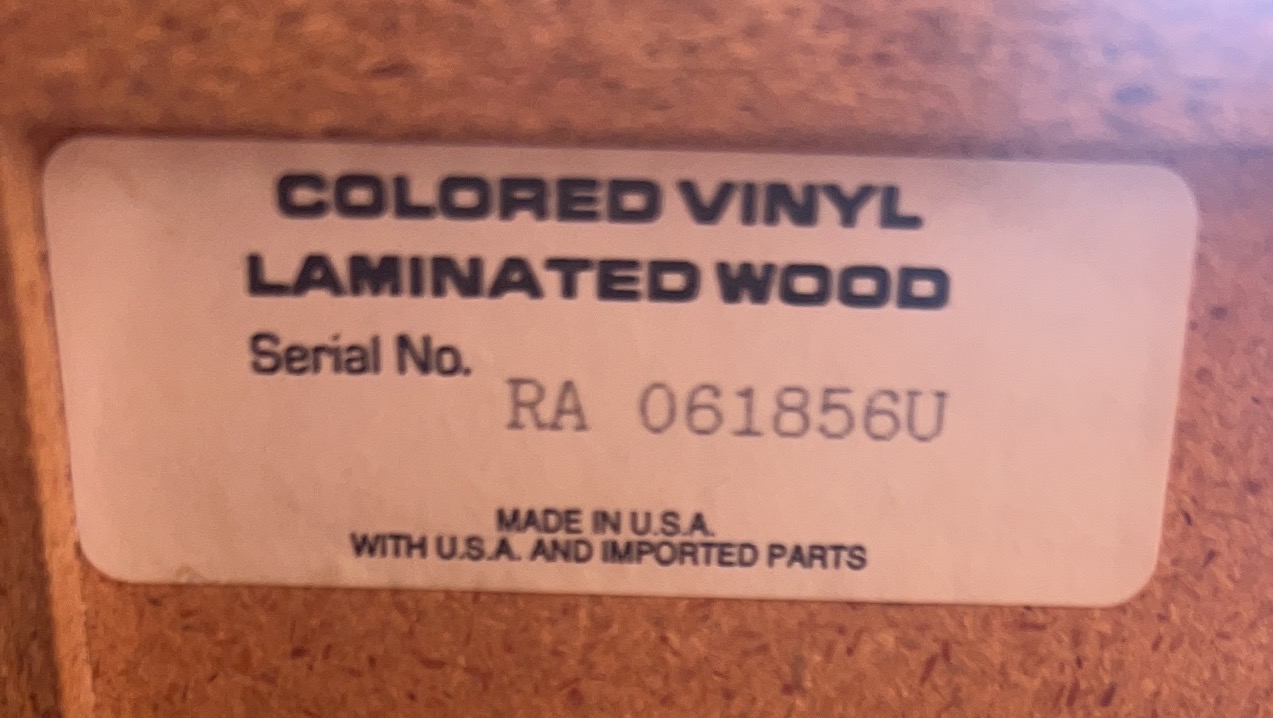 COLORED VINYL
LAMINATED WOOD
Serial No.
RA 061856U
MADE IN U.S.A.
WITH U.S.A. AND IMPORTED PARTS